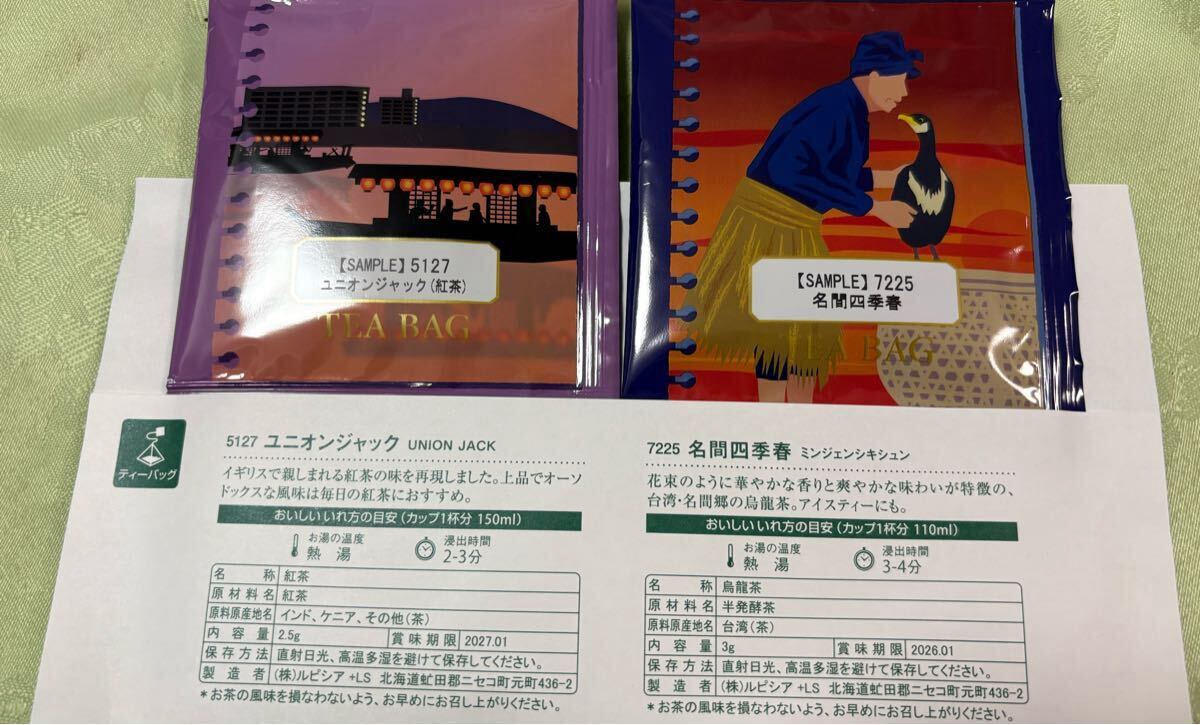 【SAMPLE】5127
ユニオンジャック(紅茶)
TEA BAG
【SAMPLE】7225
名間四季春
TEA BAG
ティーバッグ
5127 ユニオンジャック UNION JACK
イギリスで親しまれる紅茶の味を再現しました。上品でオーソ
ドックスな風味は毎日の紅茶におすすめ。
おいしいいれ方の目安(カップ1杯分 150ml)
お湯の温度 浸出時間
熱湯 2-3分
名称 紅茶
原材料名 紅茶
原料原産地名 インド、ケニア、その他(茶)
内容量 2.5g 賞味期限 2027.01
保存方法 直射日光、高温多湿を避けて保存してください。
製造者 (株)ルピシア +LS 北海道虻田郡ニセコ町元町436-2
*お茶の風味を損なわないよう、お早めにお召し上がりください。
7225 名間四季春 ミンジェンシキシュン
花束のように華やかな香りと爽やかな味わいが特徴の、
台湾・名間郷の烏龍茶。アイスティーにも。
おいしいいれ方の目安(カップ1杯分 110ml)
お湯の温度 浸出時間
熱湯 3-4分
名称 烏龍茶
原材料名 半発酵茶
原料原産地名 台湾(茶)
内容量 3g 賞味期限 2026.01
保存方法 直射日光、高温多湿を避けて保存してください。
製造者 (株)ルピシア +LS 北海道虻田郡ニセコ町元町436-2
*お茶の風味を損なわないよう、お早めにお召し上がりください。